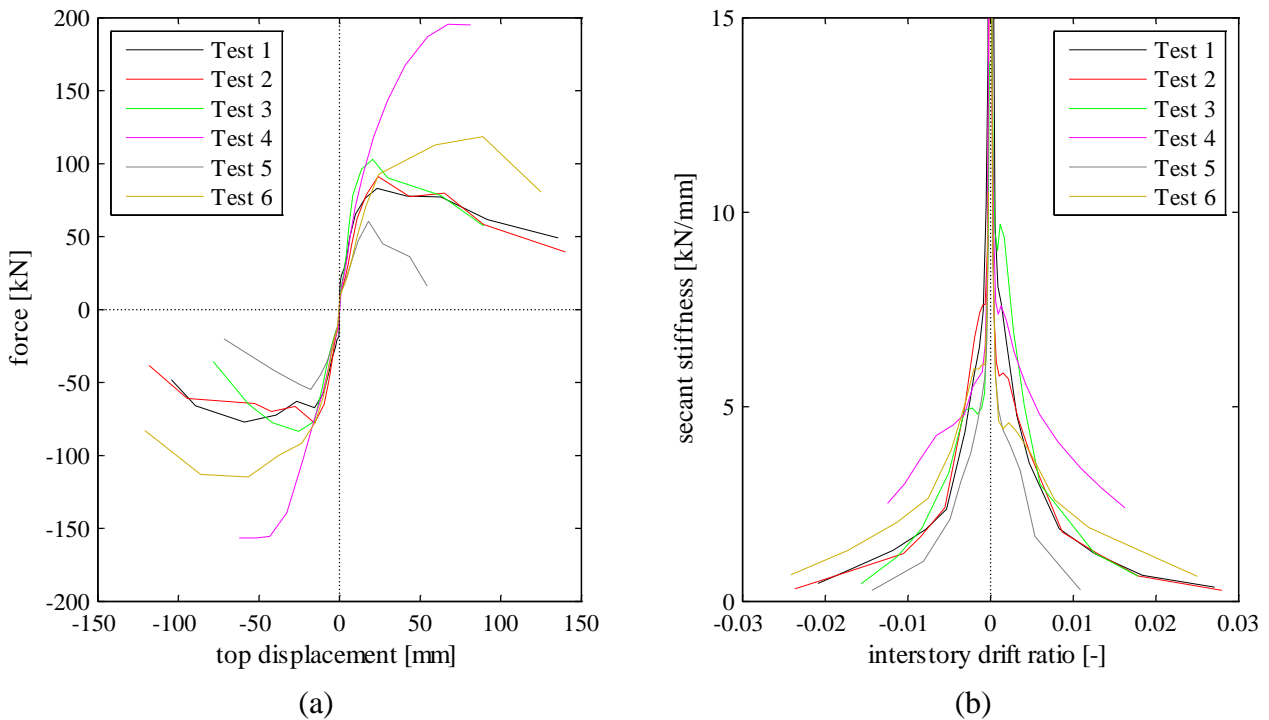 200
150
100
50
0
-50
-100
-150
-200
-150
-100
-50
0
50
100
150
force [kN]
top displacement [mm]
Test 1
Test 2
Test 3
Test 4
Test 5
Test 6
(a)
15
10
5
0
-0.03
-0.02
-0.01
0
0.01
0.02
0.03
secant stiffness [kN/mm]
interstory drift ratio [-]
Test 1
Test 2
Test 3
Test 4
Test 5
Test 6
(b)